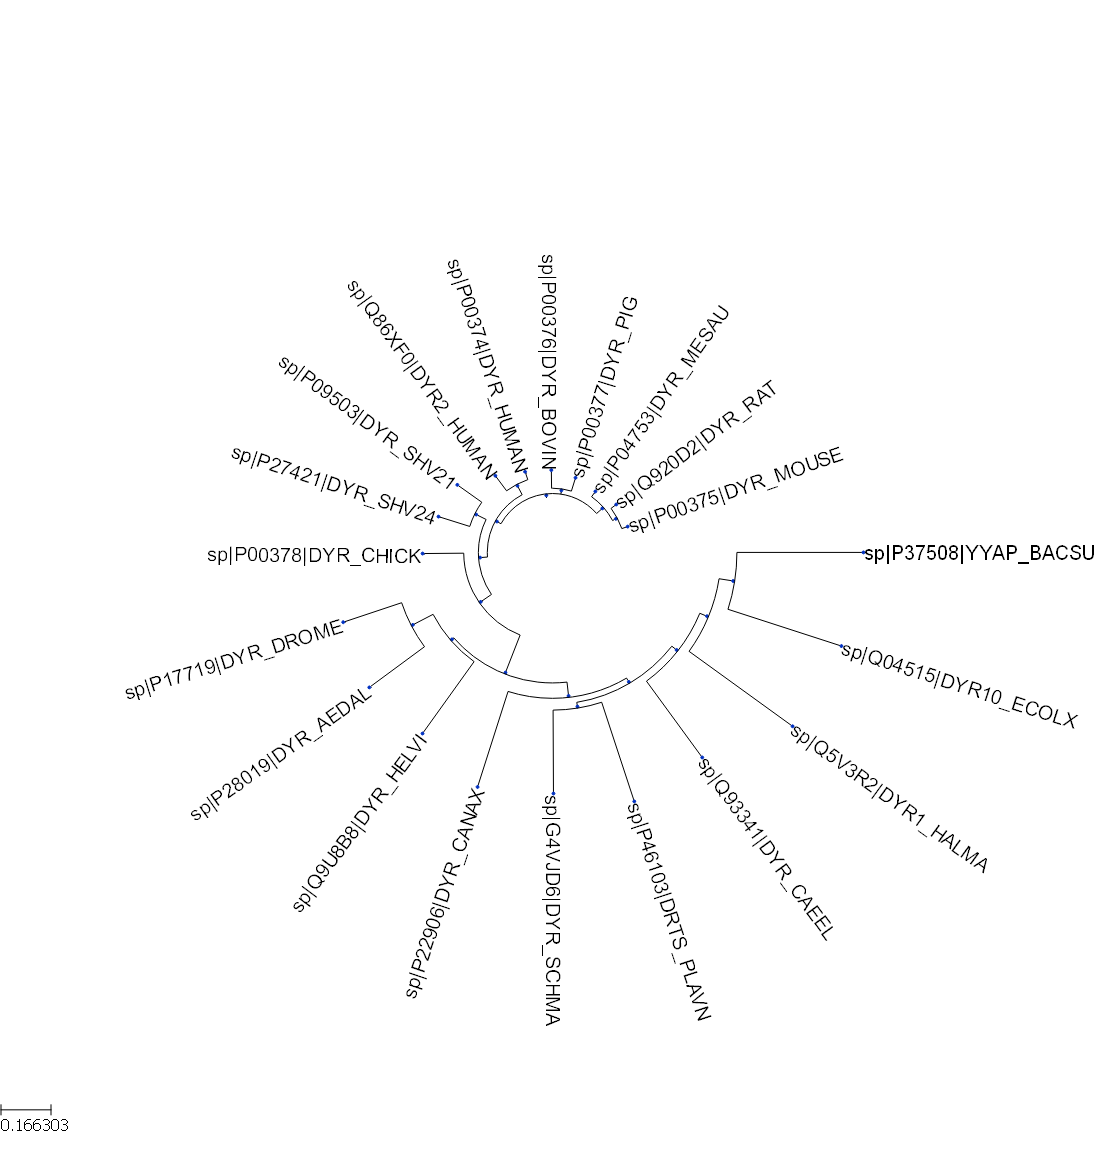 sp|P00376|DYR_BOVIN
sp|P00377|DYR_PIG
sp|P04753|DYR_MESAU
sp|Q920D2|DYR_RAT
sp|P00375|DYR_MOUSE
sp|P37508|YYAP_BACSU
sp|Q04515|DYR10_ECOLX
sp|Q5V3R2|DYR1_HALMA
sp|Q93341|DYR_CAEEL
sp|P46103|DRTS_PLAVN
sp|G4VJD6|DYR_SCHMA
sp|P22906|DYR_CANAX
sp|Q9U8B8|DYR_HELVI
sp|P28019|DYR_AEDAL
sp|P17719|DYR_DROME
sp|P00378|DYR_CHICK
sp|P27421|DYR_SHV24
sp|P09503|DYR_SHV21
sp|Q86XF0|DYR2_HUMAN
sp|P00374|DYR_HUMAN
0.166303